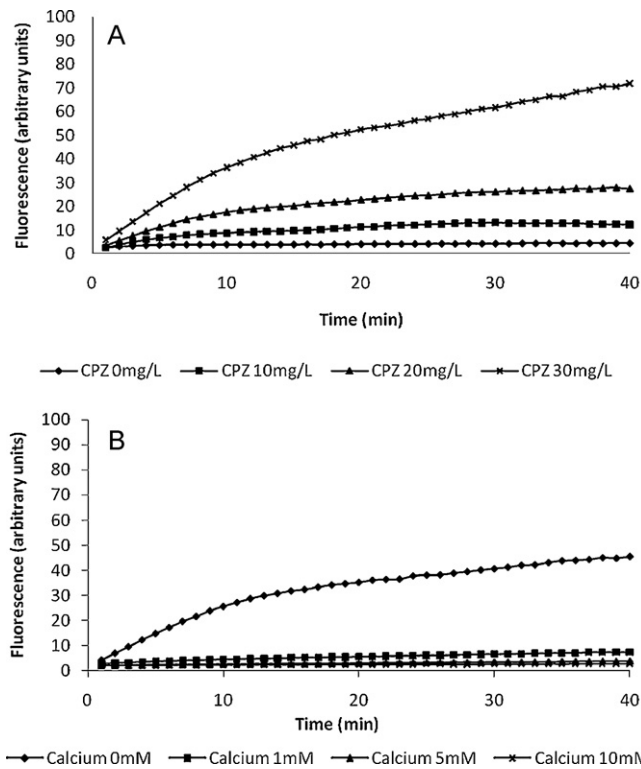 A
Fluorescence (arbitrary units)
100
90
80
70
60
50
40
30
20
10
0
0 10 20 30 40
Time (min)
CPZ 0mg/L CPZ 10mg/L CPZ 20mg/L CPZ 30mg/L
B
Fluorescence (arbitrary units)
100
90
80
70
60
50
40
30
20
10
0
0 10 20 30 40
Time (min)
Calcium 0mM Calcium 1mM Calcium 5mM Calcium 10mM